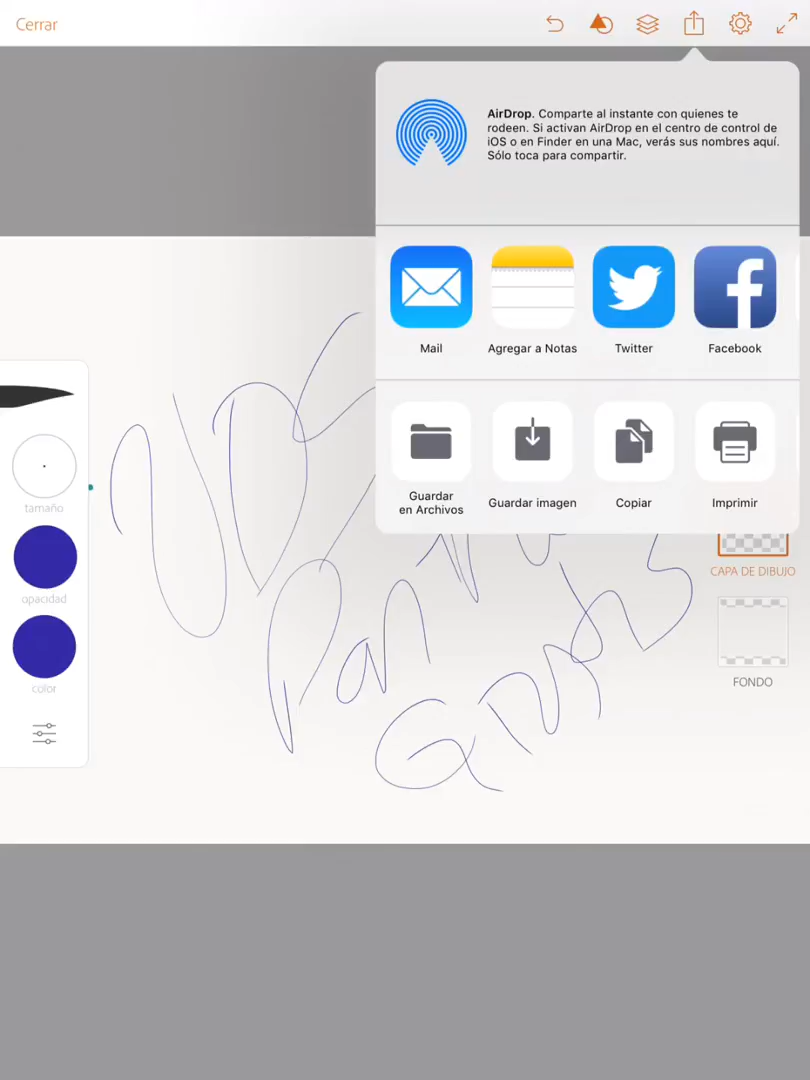 Cerrar
AirDrop. Comparte al instante con quienes te
rodeen. Si activan AirDrop en el centro de control de
iOS o en Finder en una Mac, verás sus nombres aquí.
Sólo toca para compartir.
Mail
Agregar a Notas
Twitter
Facebook
Guardar
en Archivos
Guardar imagen
Copiar
Imprimir
tamaño
opacidad
color
CAPA DE DIBUJO
FONDO